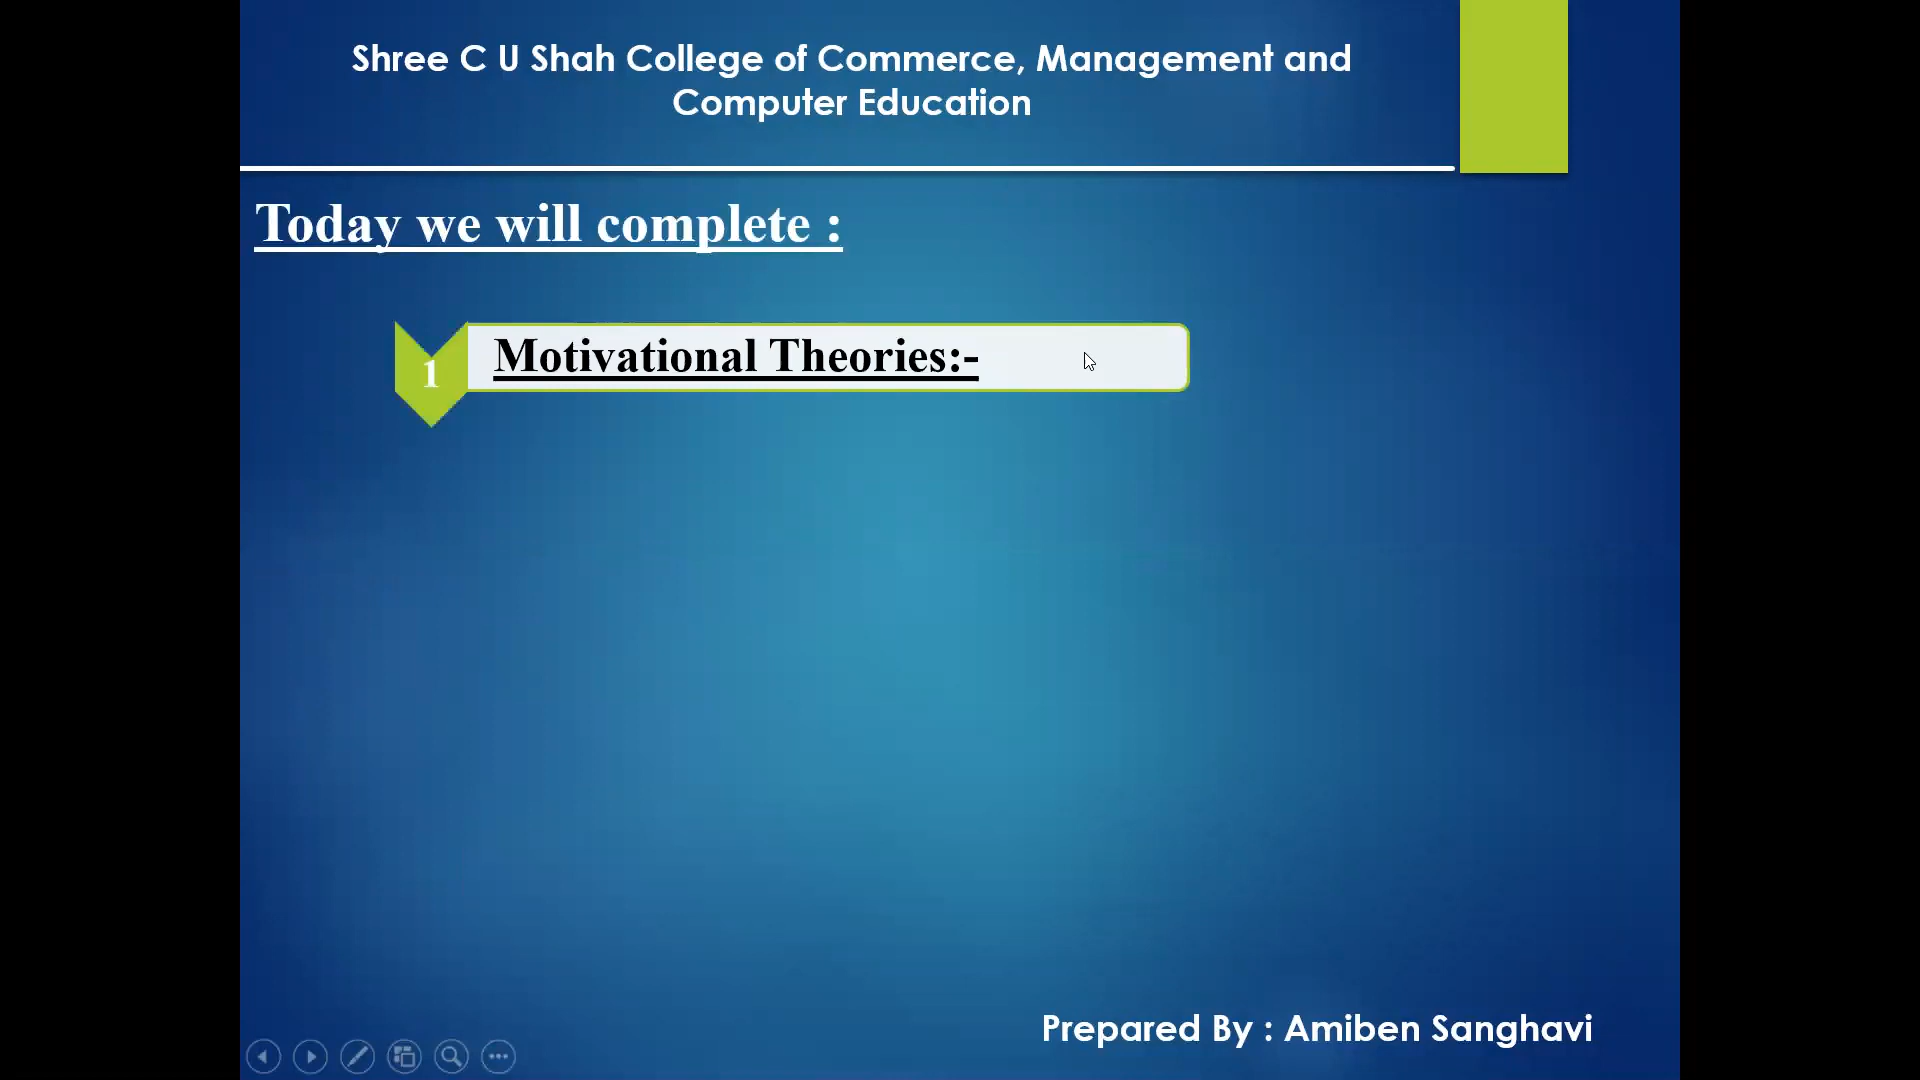 Shree C U Shah College of Commerce, Management and
Computer Education
Today we will complete :
1
Motivational Theories:-
Prepared By : Amiben Sanghavi